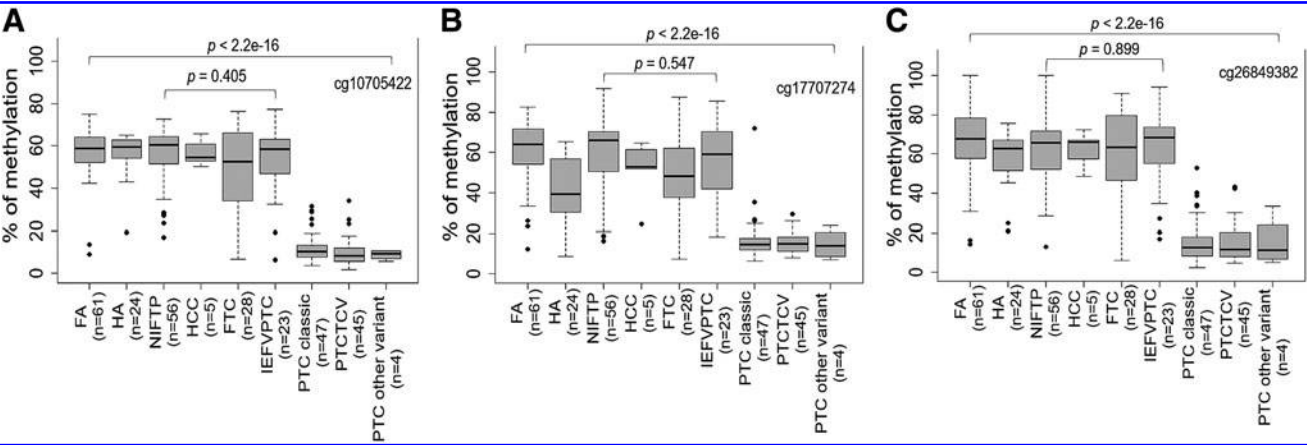 A
p < 2.2e-16
p = 0.405
cg10705422
% of methylation
100
80
60
40
20
0
FA
(n=61)
HA
(n=24)
NIFTP
(n=56)
HCC
(n=5)
FTC
(n=28)
IEFVPTC
(n=23)
PTC classic
(n=47)
PTCTCV
(n=45)
PTC other variant
(n=4)
B
p < 2.2e-16
p = 0.547
cg17707274
% of methylation
100
80
60
40
20
0
FA
(n=61)
HA
(n=24)
NIFTP
(n=56)
HCC
(n=5)
FTC
(n=28)
IEFVPTC
(n=23)
PTC classic
(n=47)
PTCTCV
(n=45)
PTC other variant
(n=4)
C
p < 2.2e-16
p = 0.899
cg26849382
% of methylation
100
80
60
40
20
0
FA
(n=61)
HA
(n=24)
NIFTP
(n=56)
HCC
(n=5)
FTC
(n=28)
IEFVPTC
(n=23)
PTC classic
(n=47)
PTCTCV
(n=45)
PTC other variant
(n=4)